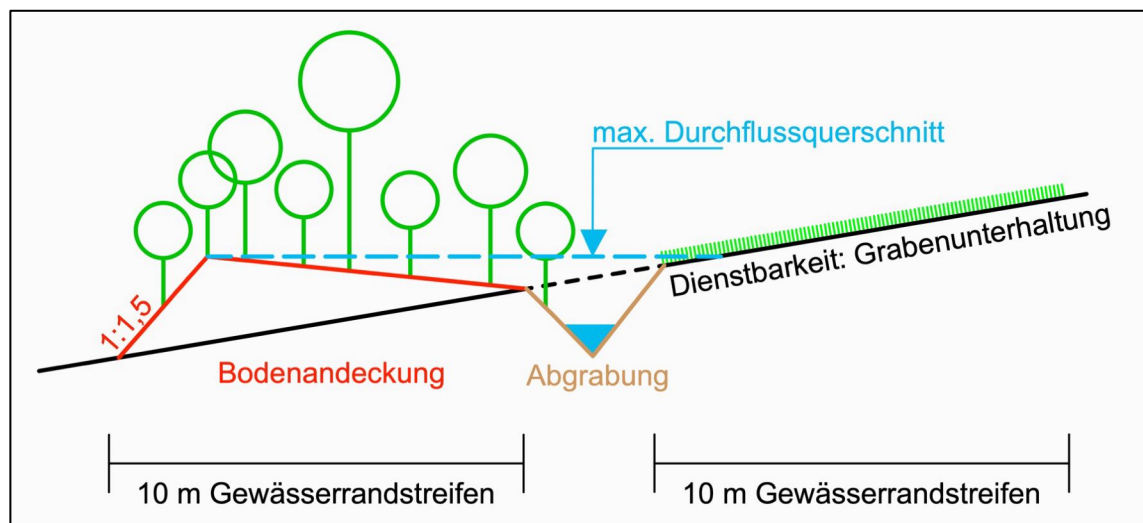 max. Durchflussquerschnitt
Dienstbarkeit: Grabenunterhaltung
1:1,5
Bodenandeckung
Abgrabung
10 m Gewässerrandstreifen
10 m Gewässerrandstreifen